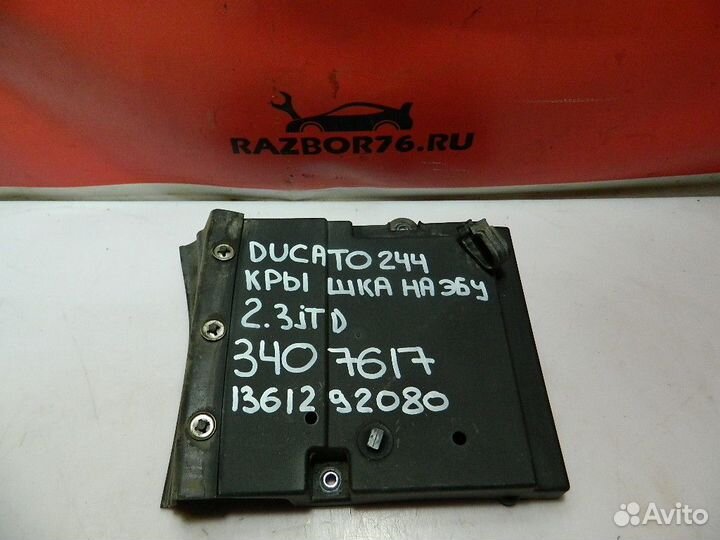 RAZBOR76.RU
DUCATO 244
КРЫШКА НА ЭБУ
2.3JTD
3407617
1361292080
Avito